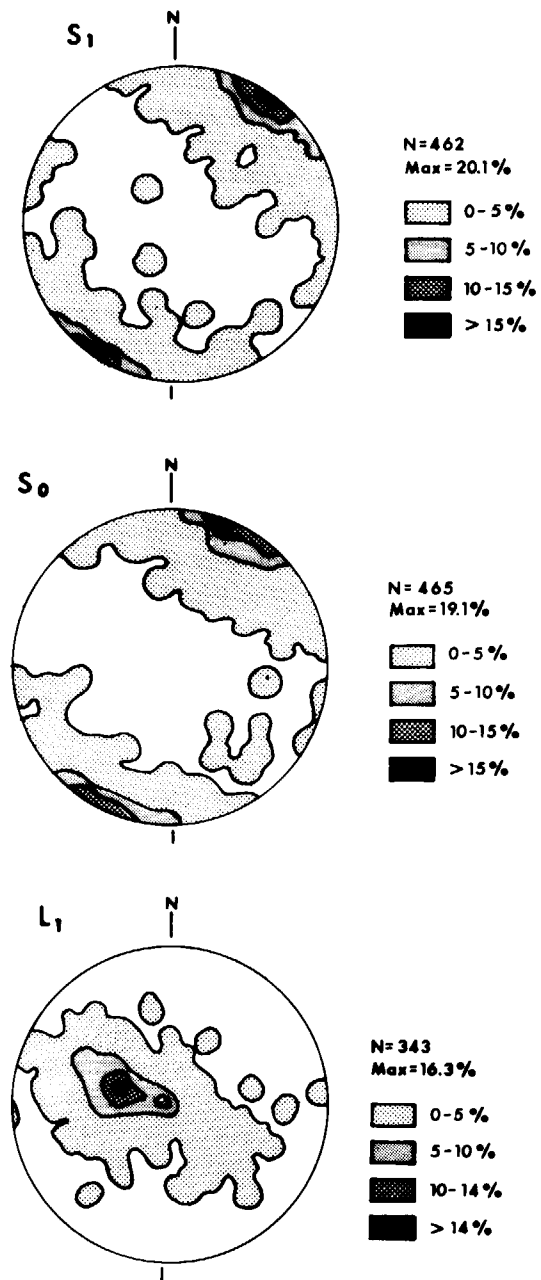 S₁
N
N=462
Max=20.1%
0-5%
5-10%
10-15%
>15%
S₀
N
N=465
Max=19.1%
0-5%
5-10%
10-15%
>15%
L₁
N
N=343
Max=16.3%
0-5%
5-10%
10-14%
>14%